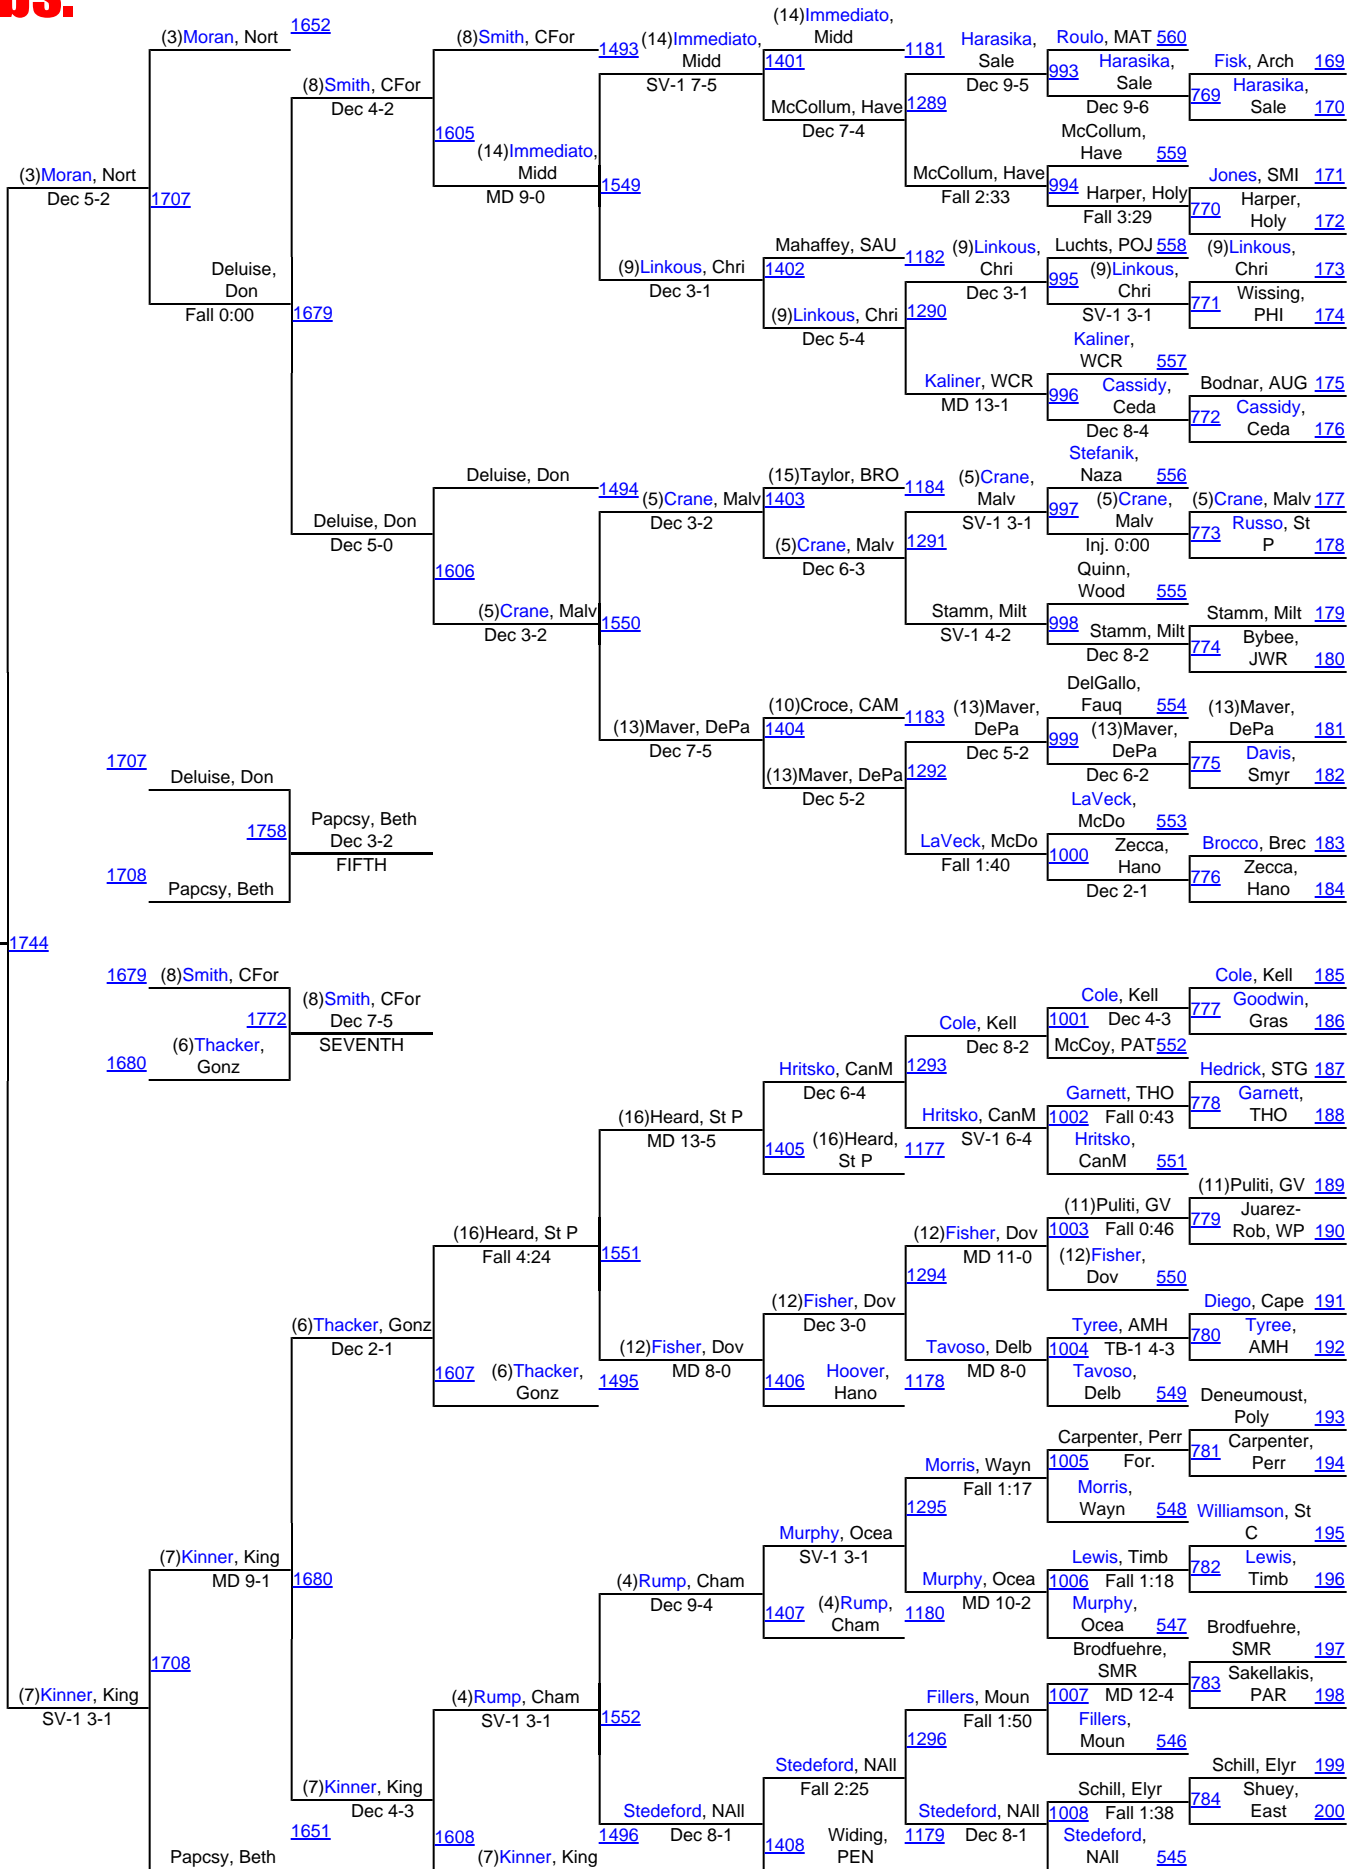 bs.
(3)Moran, Nort
1652
(8)Smith, CFor
Dec 4-2
(3)Moran, Nort
Dec 5-2
1707
Deluise,
Don
Fall 0:00
1679
(8)Smith, CFor
1493
1605
(14)Immediato,
Midd
MD 9-0
(14)Immediato,
Midd
SV-1 7-5
1549
(9)Linkous, Chri
Dec 3-1
(14)Immediato,
Midd
1181
1401
McCollum, Have
Dec 7-4
1289
Harasika,
Sale
Dec 9-5
McCollum, Have
Fall 2:33
Roulo, MAT 560
993
Harasika,
Sale
Dec 9-6
McCollum,
Have 559
994
Harper, Holy
Fall 3:29
Fisk, Arch 169
769
Harasika,
Sale 170
Jones, SMI 171
770
Harper,
Holy 172
Mahaffey, SAU
1182
1402
(9)Linkous, Chri
Dec 5-4
1290
(9)Linkous,
Chri
Dec 3-1
Kaliner, WCR
MD 13-1
Luchts, POJ 558
995
(9)Linkous,
Chri
SV-1 3-1
Kaliner,
WCR 557
996
Cassidy,
Ceda
Dec 8-4
(9)Linkous,
Chri 173
771
Wissing,
PHI 174
Bodnar, AUG 175
772
Cassidy,
Ceda 176
Deluise, Don
Dec 5-0
Deluise, Don
1494
1606
(5)Crane, Malv
Dec 3-2
(5)Crane, Malv
Dec 3-2
1550
(13)Maver, DePa
Dec 7-5
(15)Taylor, BRO
1184
1403
(5)Crane, Malv
Dec 6-3
1291
(5)Crane,
Malv
SV-1 3-1
Stamm, Milt
SV-1 4-2
Stefanik,
Naza 556
997
(5)Crane,
Malv
Inj. 0:00
Quinn,
Wood 555
998
Stamm, Milt
Dec 8-2
(5)Crane, Malv 177
773
Russo, St
P 178
Stamm, Milt 179
774
Bybee,
JWR 180
(10)Croce, CAM
1183
1404
(13)Maver, DePa
Dec 5-2
1292
(13)Maver,
DePa
Dec 5-2
LaVeck, McDo
Fall 1:40
DelGallo,
Fauq 554
999
(13)Maver,
DePa
Dec 6-2
LaVeck,
McDo 553
1000
Zecca,
Hano
Dec 2-1
(13)Maver,
DePa 181
775
Davis,
Smyr 182
Brocco, Brec 183
776
Zecca,
Hano 184
1707
Deluise, Don
1758
Papcsy, Beth
Dec 3-2
FIFTH
1708
Papcsy, Beth
1744
1679 (8)Smith, CFor
1772
(8)Smith, CFor
Dec 7-5
SEVENTH
1680
(6)Thacker,
Gonz
(7)Kinner, King
SV-1 3-1
1708
(7)Kinner, King
MD 9-1
1680
Papcsy, Beth
1651
(6)Thacker, Gonz
Dec 2-1
(7)Kinner, King
Dec 4-3
(16)Heard, St P
Fall 4:24
1607
(6)Thacker,
Gonz
1495
(16)Heard, St P
MD 13-5
1551
(12)Fisher, Dov
MD 8-0
Hritsko, CanM
Dec 6-4
1405
(16)Heard,
St P
1177
Cole, Kell
Dec 8-2
1293
Hritsko, CanM
SV-1 6-4
Cole, Kell
1001 Dec 4-3
McCoy, PAT 552
Garnett, THO
1002 Fall 0:43
Hritsko,
CanM 551
Cole, Kell 185
777
Goodwin,
Gras 186
Hedrick, STG 187
778
Garnett,
THO 188
(12)Fisher, Dov
Dec 3-0
1406
Hoover,
Hano
1178
(12)Fisher, Dov
MD 11-0
1294
Tavoso, Delb
MD 8-0
(11)Puliti, GV
1003 Fall 0:46
(12)Fisher,
Dov 550
Tyree, AMH
1004 TB-1 4-3
Tavoso,
Delb 549
(11)Puliti, GV 189
779
Juarez-
Rob, WP 190
Diego, Cape 191
780
Tyree,
AMH 192
(4)Rump, Cham
SV-1 3-1
1608
(7)Kinner, King
1496
(4)Rump, Cham
Dec 9-4
1552
Stedeford, NAll
Dec 8-1
Murphy, Ocea
SV-1 3-1
1407
(4)Rump,
Cham
1180
Morris, Wayn
Fall 1:17
1295
Murphy, Ocea
MD 10-2
Carpenter, Perr
1005 For.
Morris,
Wayn 548
Lewis, Timb
1006 Fall 1:18
Murphy,
Ocea 547
Deneumoust,
Poly 193
781
Carpenter,
Perr 194
Williamson, St
C 195
782
Lewis,
Timb 196
Stedeford, NAll
Fall 2:25
1408
Widing,
PEN
1179
Fillers, Moun
Fall 1:50
1296
Stedeford, NAll
Dec 8-1
Brodfuehre,
SMR
1007 MD 12-4
Fillers,
Moun 546
Schill, Elyr
1008 Fall 1:38
Stedeford,
NAll 545
Brodfuehre,
SMR 197
783
Sakellakis,
PAR 198
Schill, Elyr 199
784
Shuey,
East 200